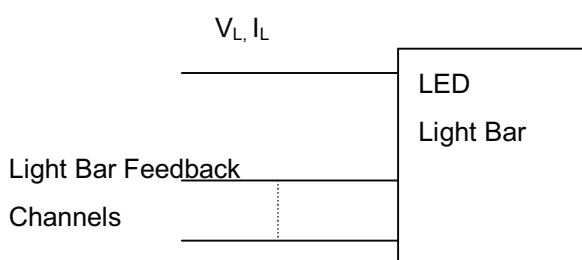 VL, IL
LED
Light Bar
Light Bar Feedback
Channels